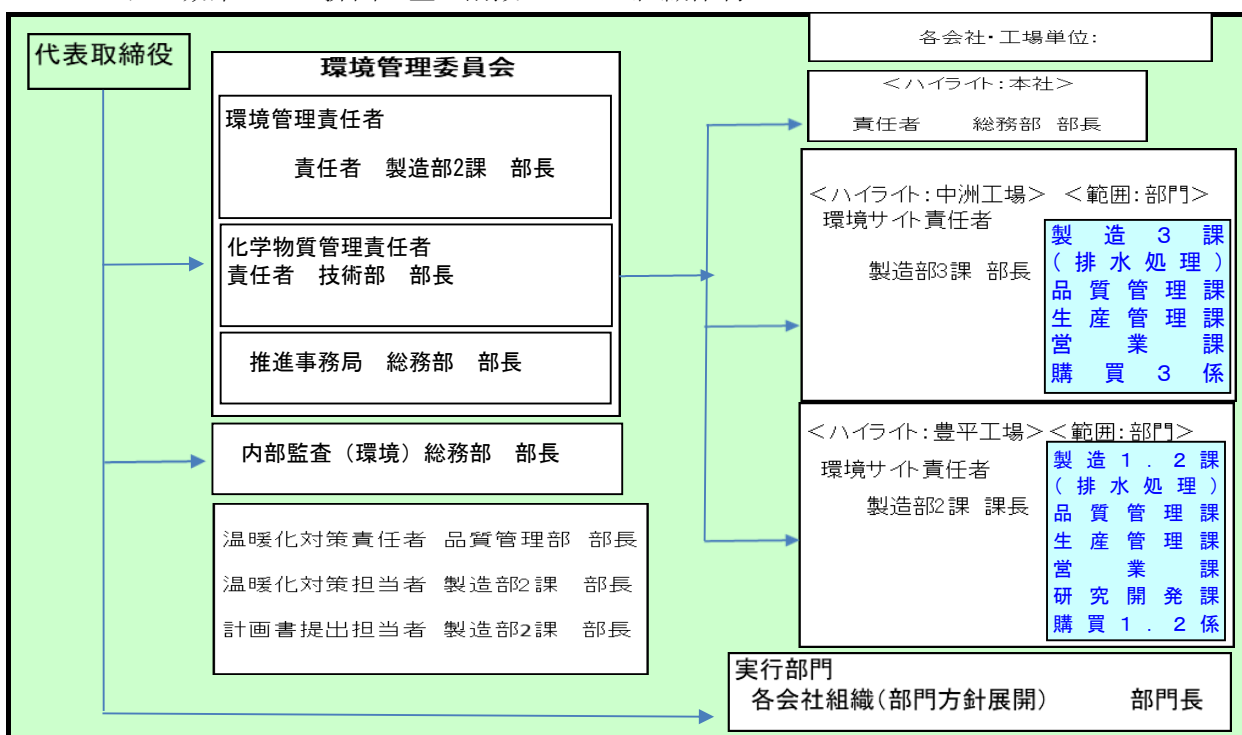 代表取締役
環境管理委員会
環境管理責任者
責任者 製造部2課 部長
化学物質管理責任者
責任者 技術部 部長
推進事務局 総務部 部長
内部監査（環境）総務部 部長
温暖化対策責任者 品質管理部 部長
温暖化対策担当者 製造部2課 部長
計画書提出担当者 製造部2課 部長
各会社・工場単位:
＜ハイライト：本社＞
責任者 総務部 部長
＜ハイライト：中洲工場＞ ＜範囲：部門＞
環境サイト責任者
製造部3課 部長
製造3課
(排水処理)
品質管理課
生産管理課
営業課
購買3係
＜ハイライト：豊平工場＞＜範囲：部門＞
環境サイト責任者
製造部2課 課長
製造1.2課
(排水処理)
品質管理課
生産管理課
営業課
研究開発課
購買1.2係
実行部門
各会社組織(部門方針展開) 部門長